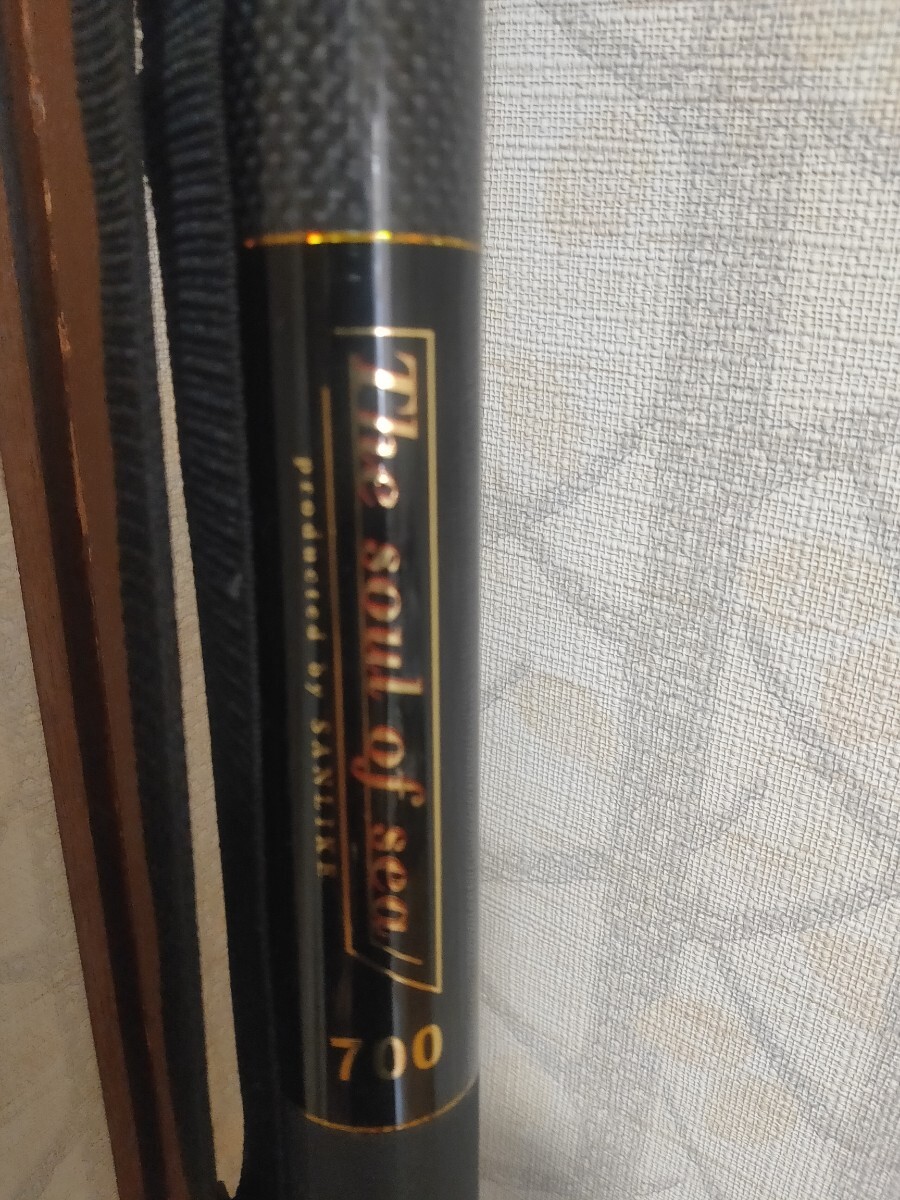 The soul of sea
produced by SANLIKE
700